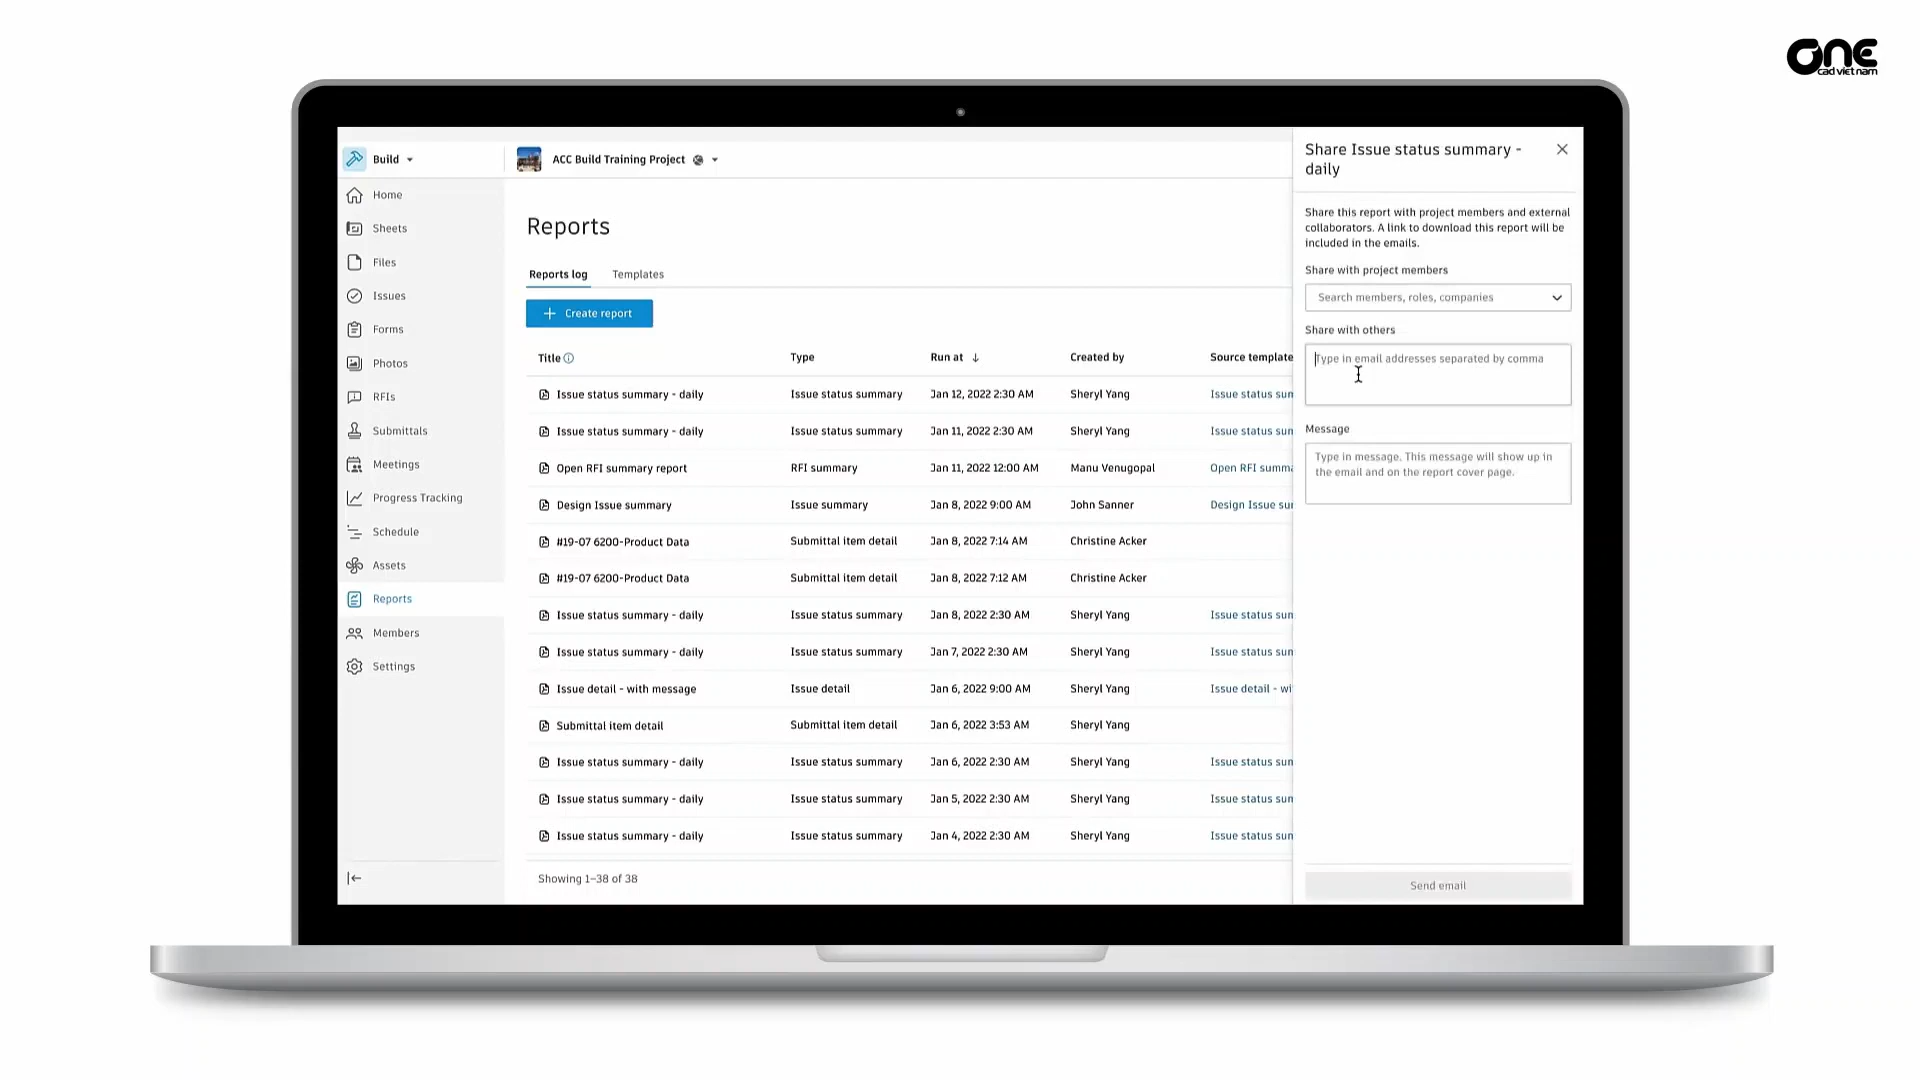 ONE
cad viet nam
Build
ACC Build Training Project
Home
Sheets
Files
Issues
Forms
Photos
RFIs
Submittals
Meetings
Progress Tracking
Schedule
Assets
Reports
Members
Settings
Reports
Reports log Templates
Create report
Title Type Run at Created by Source template
Issue status summary - daily Issue status summary Jan 12, 2022 2:30 AM Sheryl Yang Issue status sum
Issue status summary - daily Issue status summary Jan 11, 2022 2:30 AM Sheryl Yang Issue status sum
Open RFI summary report RFI summary Jan 11, 2022 12:00 AM Manu Venugopal Open RFI summa
Design Issue summary Issue summary Jan 8, 2022 9:00 AM John Sanner Design Issue sum
#19-07 6200-Product Data Submittal item detail Jan 8, 2022 7:14 AM Christine Acker
#19-07 6200-Product Data Submittal item detail Jan 8, 2022 7:12 AM Christine Acker
Issue status summary - daily Issue status summary Jan 8, 2022 2:30 AM Sheryl Yang Issue status sum
Issue status summary - daily Issue status summary Jan 7, 2022 2:30 AM Sheryl Yang Issue status sum
Issue detail - with message Issue detail Jan 6, 2022 9:00 AM Sheryl Yang Issue detail - wi
Submittal item detail Submittal item detail Jan 6, 2022 3:53 AM Sheryl Yang
Issue status summary - daily Issue status summary Jan 6, 2022 2:30 AM Sheryl Yang Issue status sum
Issue status summary - daily Issue status summary Jan 5, 2022 2:30 AM Sheryl Yang Issue status sum
Issue status summary - daily Issue status summary Jan 4, 2022 2:30 AM Sheryl Yang Issue status sum
Showing 1–38 of 38
Share Issue status summary -
daily
Share this report with project members and external
collaborators. A link to download this report will be
included in the emails.
Share with project members
Search members, roles, companies
Share with others
Type in email addresses separated by comma
Message
Type in message. This message will show up in
the email and on the report cover page.
Send email